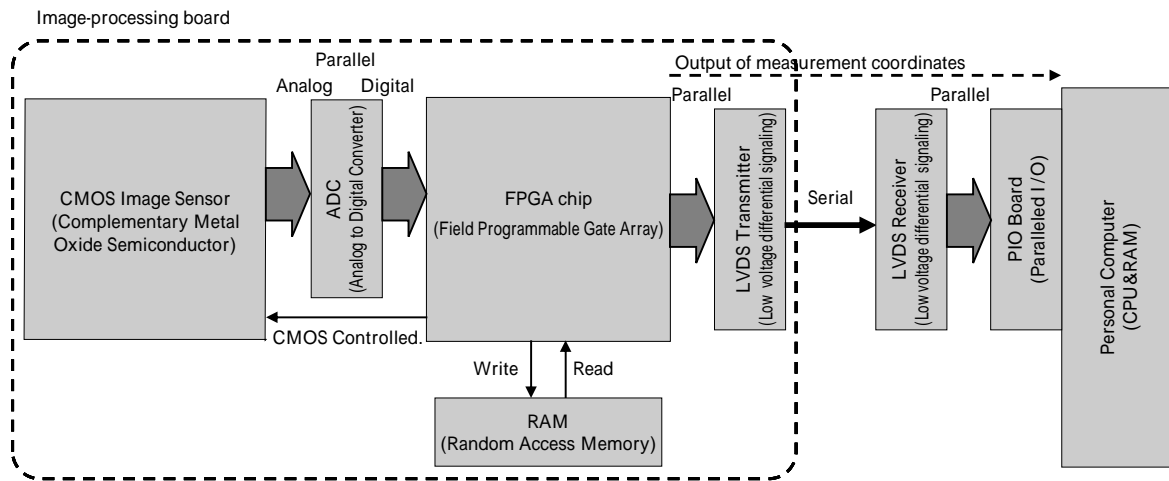 Image-processing board
Parallel
Analog
Digital
Output of measurement coordinates
Parallel
Parallel
CMOS Image Sensor
(Complementary Metal
Oxide Semiconductor)
ADC
(Analog to Digital Converter)
FPGA chip
(Field Programmable Gate Array)
LVDS Transmitter
(Low voltage differential signaling)
Serial
LVDS Receiver
(Low voltage differential signaling)
PIO Board
(Paralleled I/O)
Personal Computer
(CPU&RAM)
CMOS Controlled.
Write
Read
RAM
(Random Access Memory)